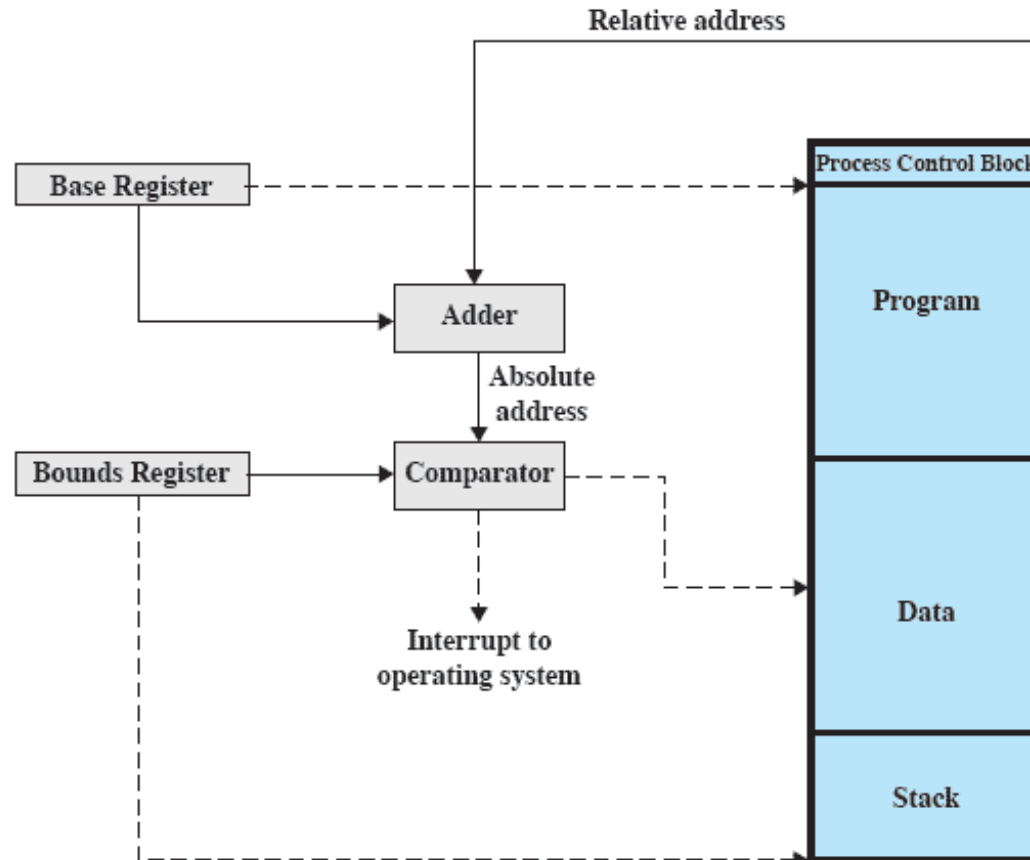 Relative address
Process Control Block
Base Register
Program
Adder
Absolute
address
Bounds Register
Comparator
Data
Interrupt to
operating system
Stack